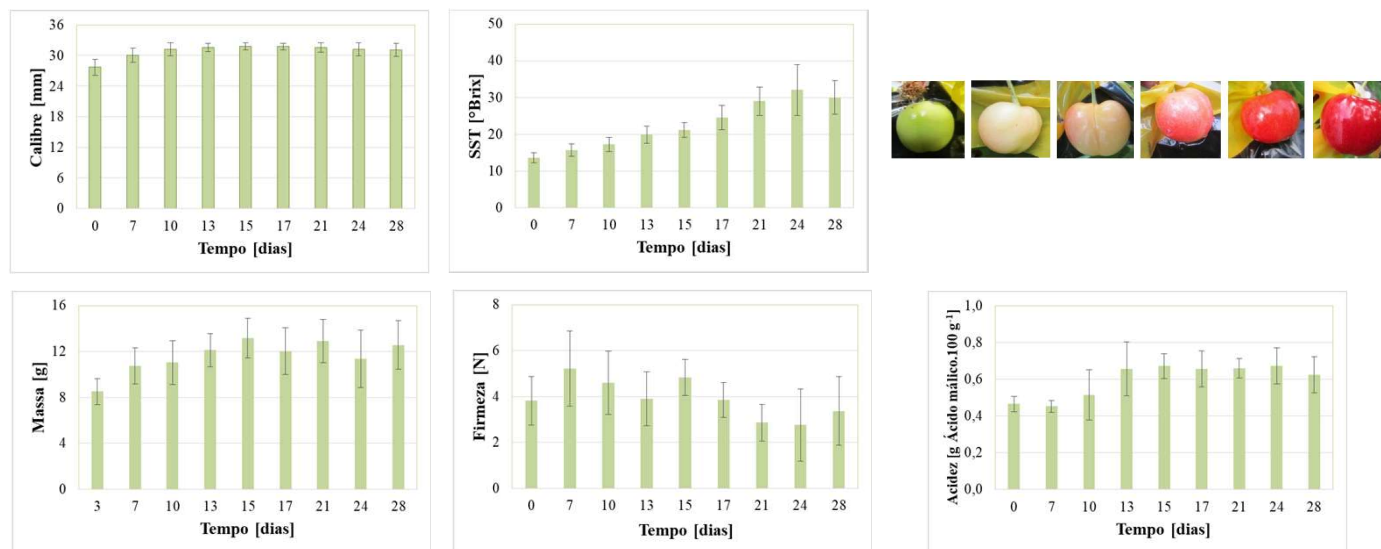 Calibre [mm]
36
30
24
18
12
6
0
0 7 10 13 15 17 21 24 28
Tempo [dias]
SST [°Brix]
50
40
30
20
10
0
0 7 10 13 15 17 21 24 28
Tempo [dias]
Massa [g]
16
12
8
4
0
3 7 10 13 15 17 21 24 28
Tempo [dias]
Firmeza [N]
8
6
4
2
0
0 7 10 13 15 17 21 24 28
Tempo [dias]
Acidez [g Ácido málico.100 g⁻¹]
1,0
0,8
0,6
0,4
0,2
0,0
0 7 10 13 15 17 21 24 28
Tempo [dias]